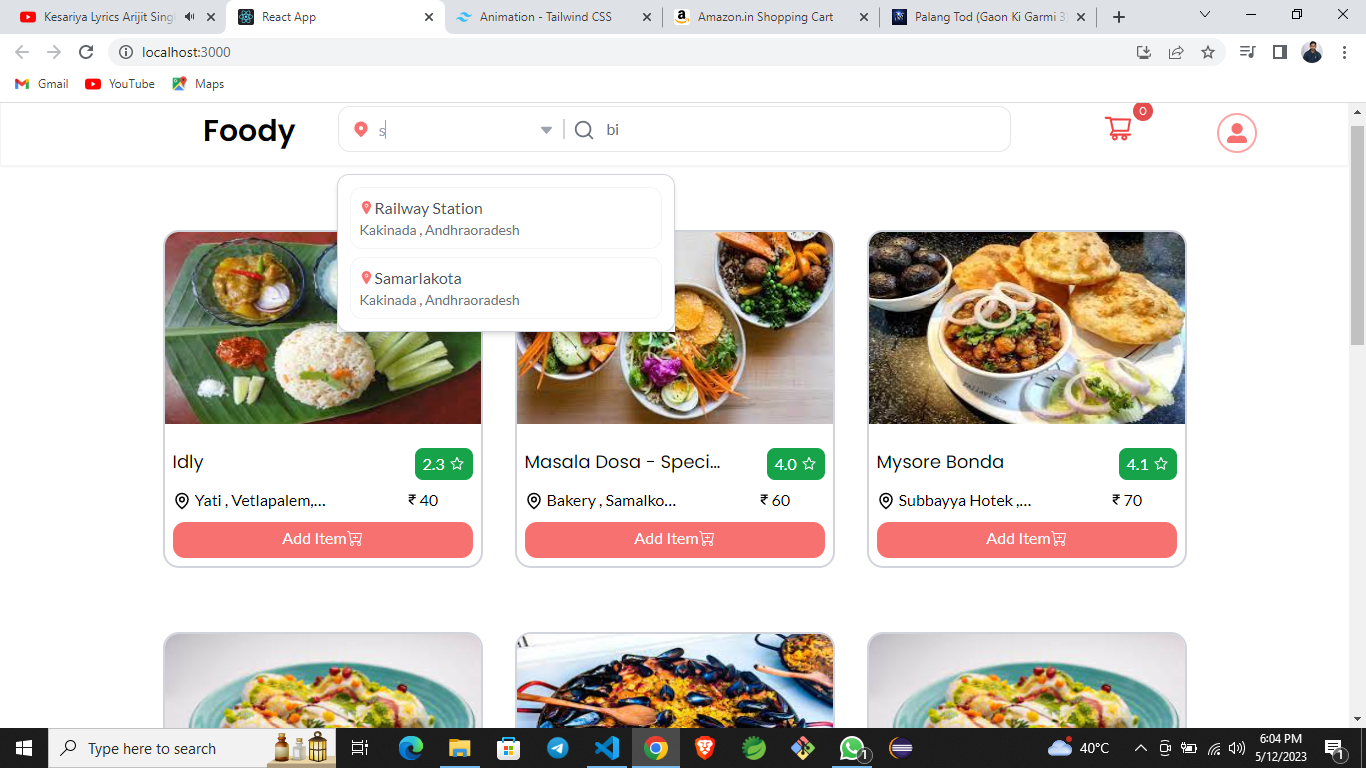 Kesariya Lyrics Arijit Sing
React App
Animation - Tailwind CSS
Amazon.in Shopping Cart
Palang Tod (Gaon Ki Garmi 3
localhost:3000
Gmail
YouTube
Maps
Foody
s
bi
0
Railway Station
Kakinada , Andhraoradesh
Samarlakota
Kakinada , Andhraoradesh
Idly
2.3
Yati , Vetlapalem,...
₹ 40
Add Item
Masala Dosa - Speci...
4.0
Bakery , Samalko...
₹ 60
Add Item
Mysore Bonda
4.1
Subbayya Hotek ,...
₹ 70
Add Item
Type here to search
1
40°C
6:04 PM
5/12/2023
1